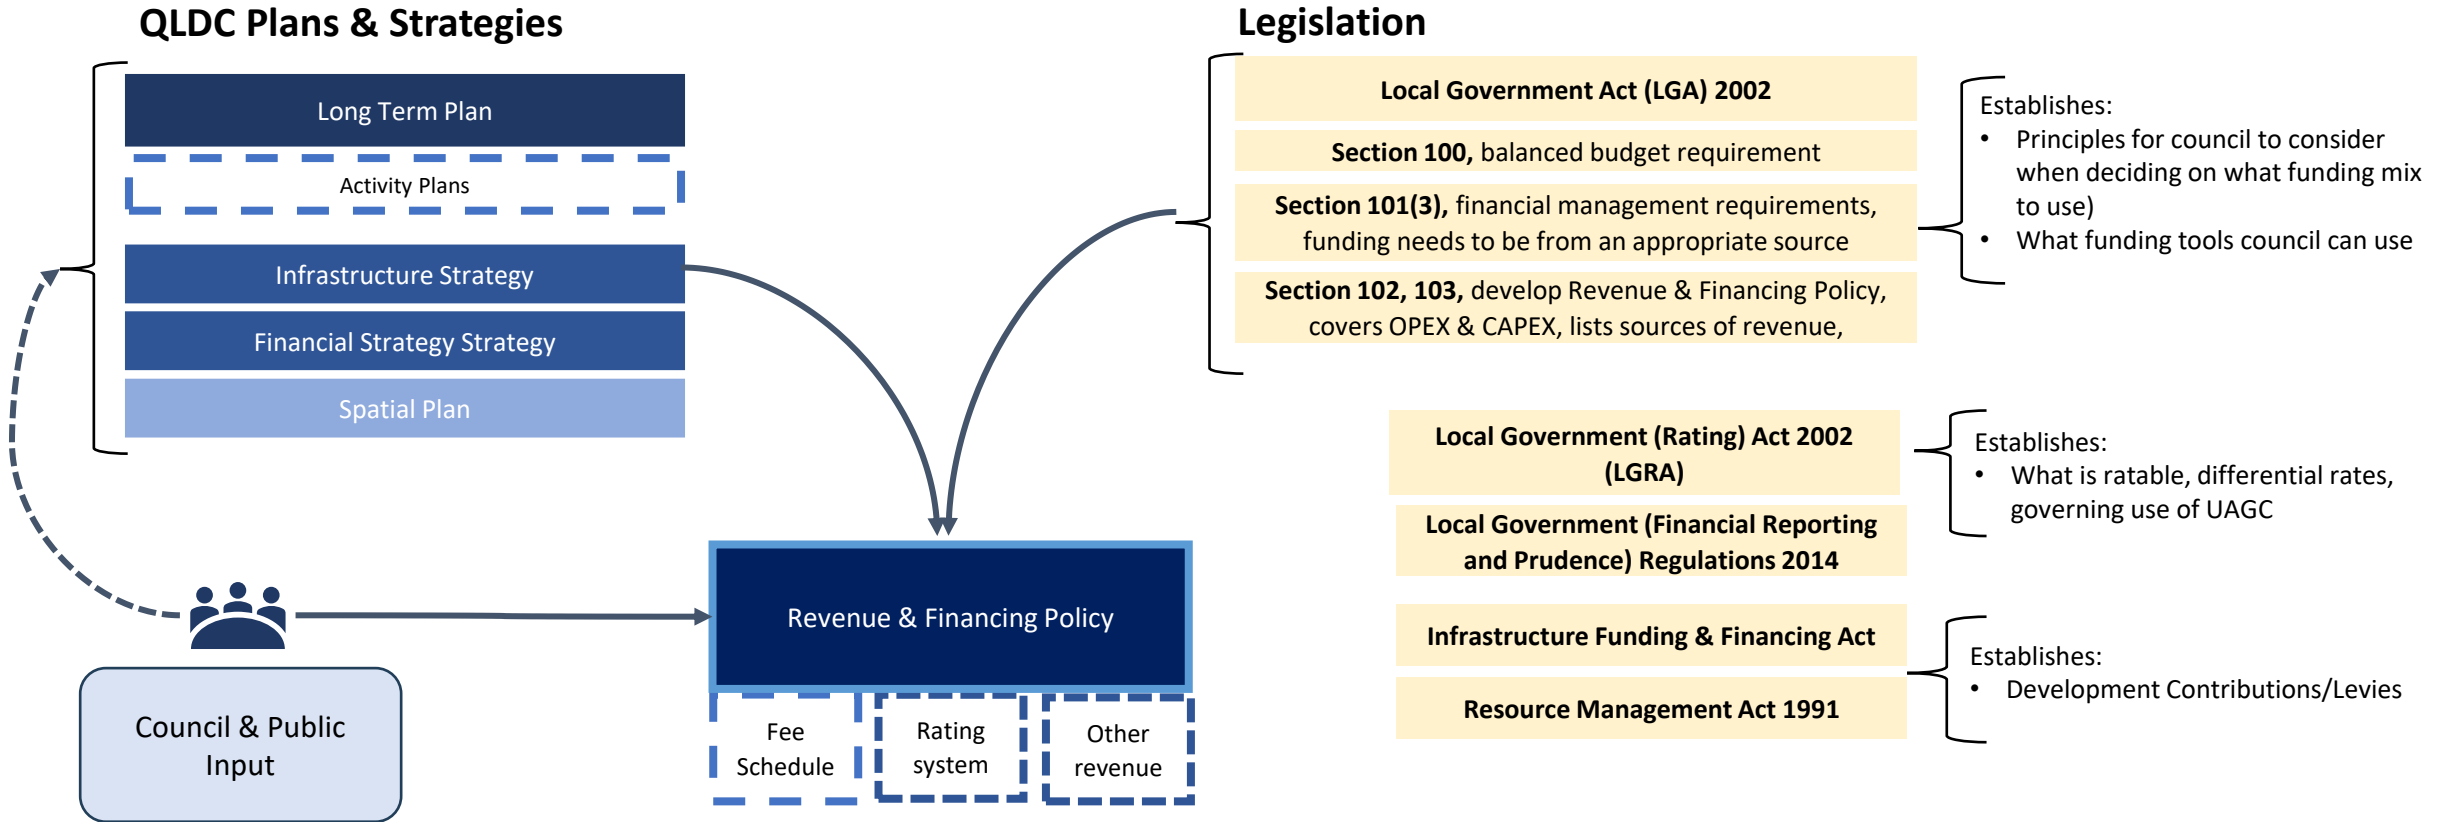 QLDC Plans & Strategies
Long Term Plan
Activity Plans
Infrastructure Strategy
Financial Strategy Strategy
Spatial Plan
Council & Public
Input
Revenue & Financing Policy
Fee
Schedule
Rating
system
Other
revenue
Legislation
Local Government Act (LGA) 2002
Section 100, balanced budget requirement
Section 101(3), financial management requirements,
funding needs to be from an appropriate source
Section 102, 103, develop Revenue & Financing Policy,
covers OPEX & CAPEX, lists sources of revenue,
Establishes:
• Principles for council to consider
when deciding on what funding mix
to use)
• What funding tools council can use
Local Government (Rating) Act 2002
(LGRA)
Local Government (Financial Reporting
and Prudence) Regulations 2014
Establishes:
• What is ratable, differential rates,
governing use of UAGC
Infrastructure Funding & Financing Act
Resource Management Act 1991
Establishes:
• Development Contributions/Levies